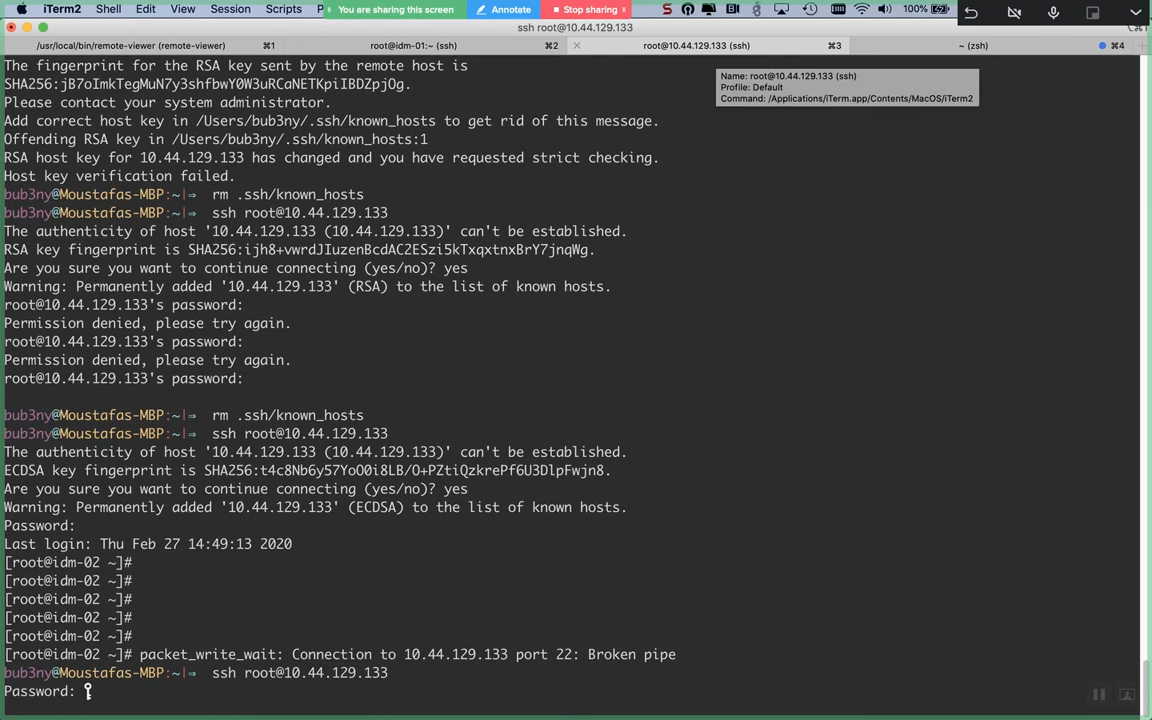 iTerm2 Shell Edit View Session Scripts P You are sharing this screen Annotate Stop sharing 100%
ssh root@10.44.129.133
/usr/local/bin/remote-viewer (remote-viewer) ⌘1 root@idm-01:~ (ssh) ⌘2 root@10.44.129.133 (ssh) ⌘3 ~ (zsh) ⌘4
Name: root@10.44.129.133 (ssh)
Profile: Default
Command: /Applications/iTerm.app/Contents/MacOS/iTerm2
The fingerprint for the RSA key sent by the remote host is
SHA256:jB7oImkTegMuN7y3shfbwY0W3uRCaNETKpiIBDZpjOg.
Please contact your system administrator.
Add correct host key in /Users/bub3ny/.ssh/known_hosts to get rid of this message.
Offending RSA key in /Users/bub3ny/.ssh/known_hosts:1
RSA host key for 10.44.129.133 has changed and you have requested strict checking.
Host key verification failed.
bub3ny@Moustafas-MBP:~|⇒ rm .ssh/known_hosts
bub3ny@Moustafas-MBP:~|⇒ ssh root@10.44.129.133
The authenticity of host '10.44.129.133 (10.44.129.133)' can't be established.
RSA key fingerprint is SHA256:ijh8+vwrdJIuzenBcdAC2ESzi5kTxqxtnxBrY7jnqWg.
Are you sure you want to continue connecting (yes/no)? yes
Warning: Permanently added '10.44.129.133' (RSA) to the list of known hosts.
root@10.44.129.133's password:
Permission denied, please try again.
root@10.44.129.133's password:
Permission denied, please try again.
root@10.44.129.133's password:
bub3ny@Moustafas-MBP:~|⇒ rm .ssh/known_hosts
bub3ny@Moustafas-MBP:~|⇒ ssh root@10.44.129.133
The authenticity of host '10.44.129.133 (10.44.129.133)' can't be established.
ECDSA key fingerprint is SHA256:t4c8Nb6y57YoO0i8LB/O+PZtiQzkrePf6U3DlpFwjn8.
Are you sure you want to continue connecting (yes/no)? yes
Warning: Permanently added '10.44.129.133' (ECDSA) to the list of known hosts.
Password:
Last login: Thu Feb 27 14:49:13 2020
[root@idm-02 ~]#
[root@idm-02 ~]#
[root@idm-02 ~]#
[root@idm-02 ~]#
[root@idm-02 ~]#
[root@idm-02 ~]# packet_write_wait: Connection to 10.44.129.133 port 22: Broken pipe
bub3ny@Moustafas-MBP:~|⇒ ssh root@10.44.129.133
Password: